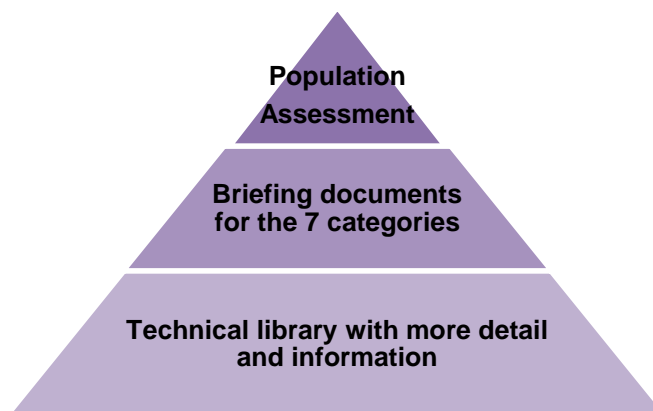 Population
Assessment
Briefing documents
for the 7 categories
Technical library with more detail
and information